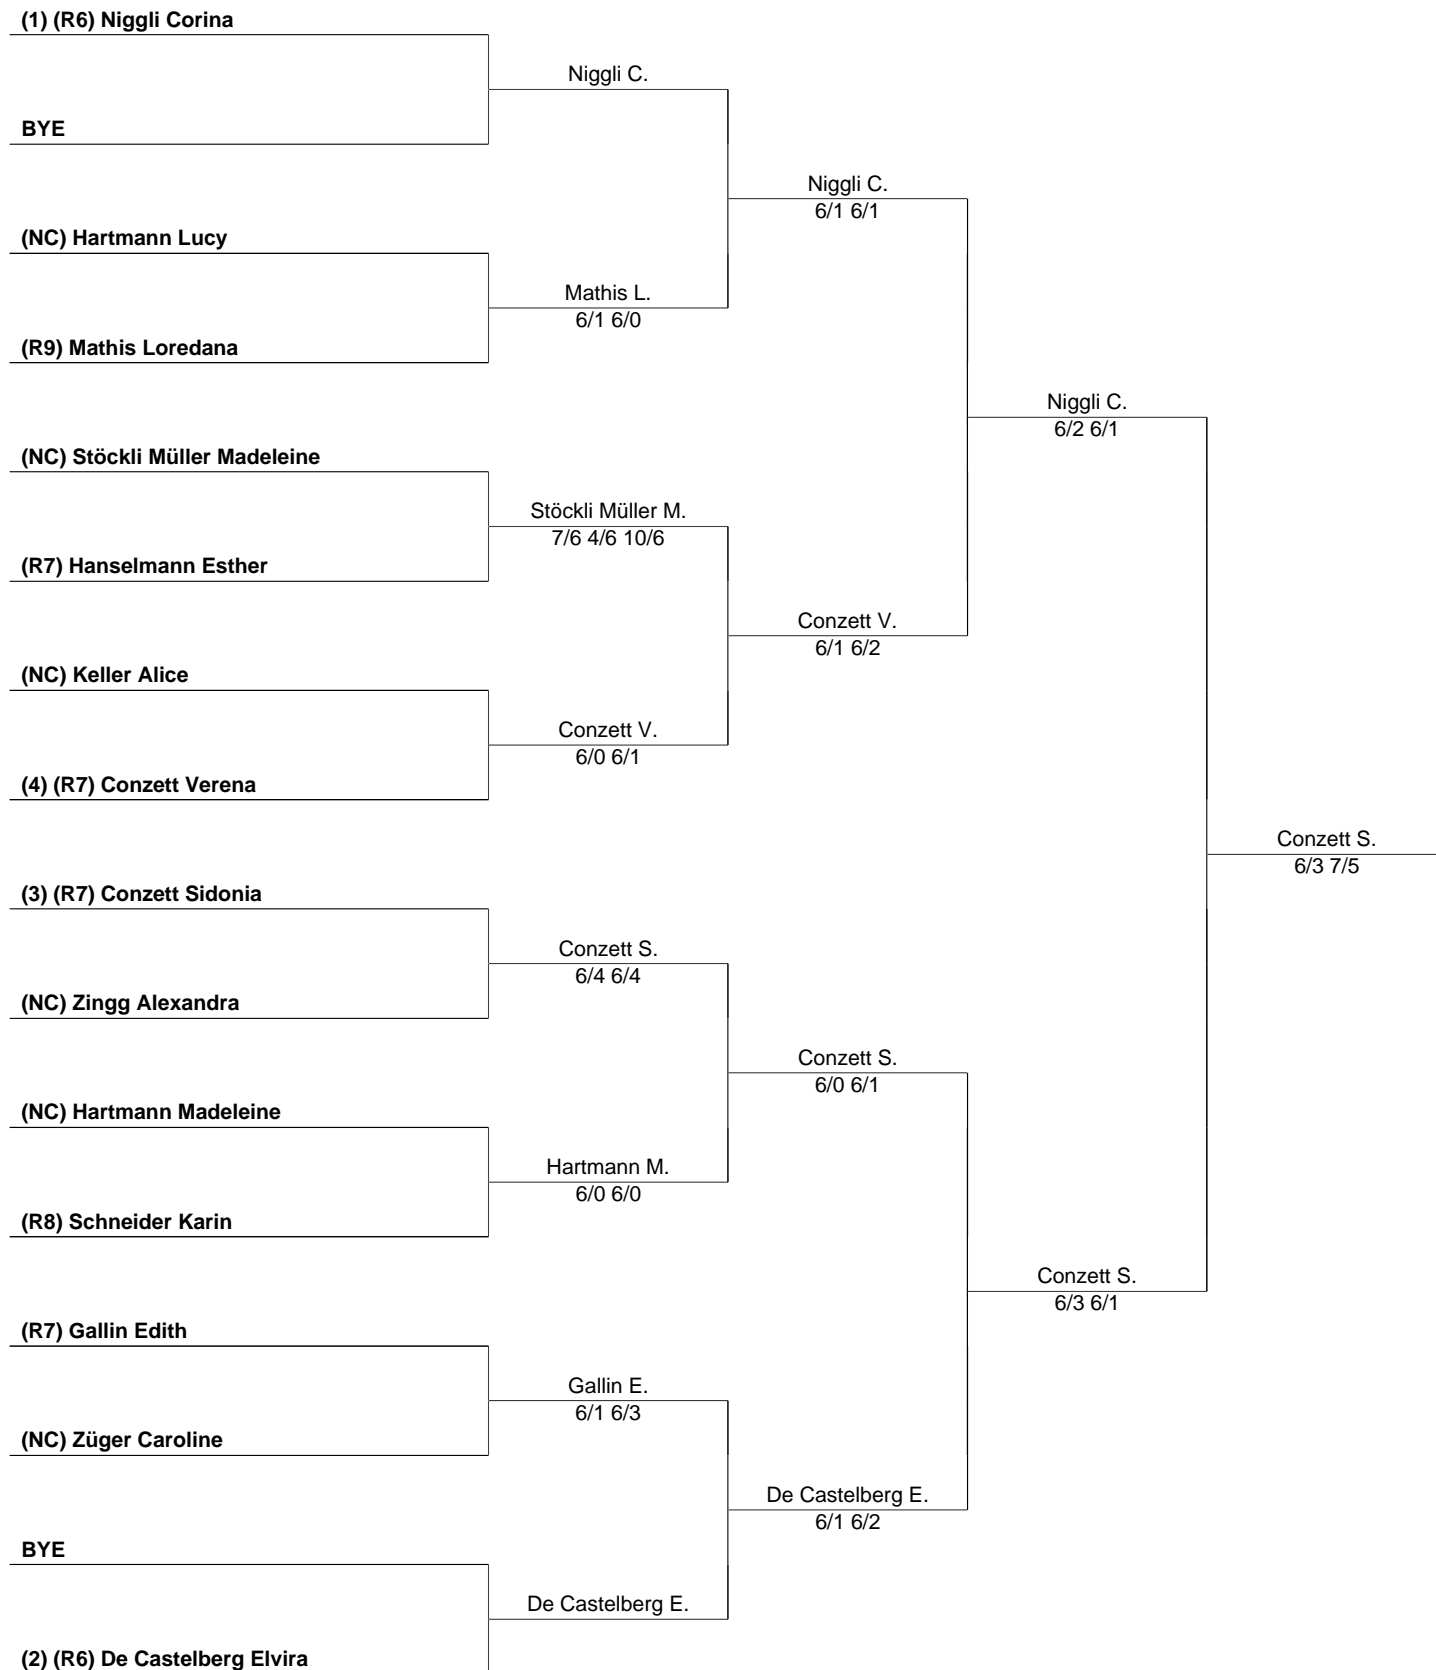 (1) (R6) Niggli Corina
Niggli C.
BYE
Niggli C.
6/1 6/1
(NC) Hartmann Lucy
Mathis L.
6/1 6/0
(R9) Mathis Loredana
Niggli C.
6/2 6/1
(NC) Stöckli Müller Madeleine
Stöckli Müller M.
7/6 4/6 10/6
(R7) Hanselmann Esther
Conzett V.
6/1 6/2
(NC) Keller Alice
Conzett V.
6/0 6/1
(4) (R7) Conzett Verena
Conzett S.
6/3 7/5
(3) (R7) Conzett Sidonia
Conzett S.
6/4 6/4
(NC) Zingg Alexandra
Conzett S.
6/0 6/1
(NC) Hartmann Madeleine
Hartmann M.
6/0 6/0
(R8) Schneider Karin
Conzett S.
6/3 6/1
(R7) Gallin Edith
Gallin E.
6/1 6/3
(NC) Züger Caroline
De Castelberg E.
6/1 6/2
BYE
De Castelberg E.
(2) (R6) De Castelberg Elvira